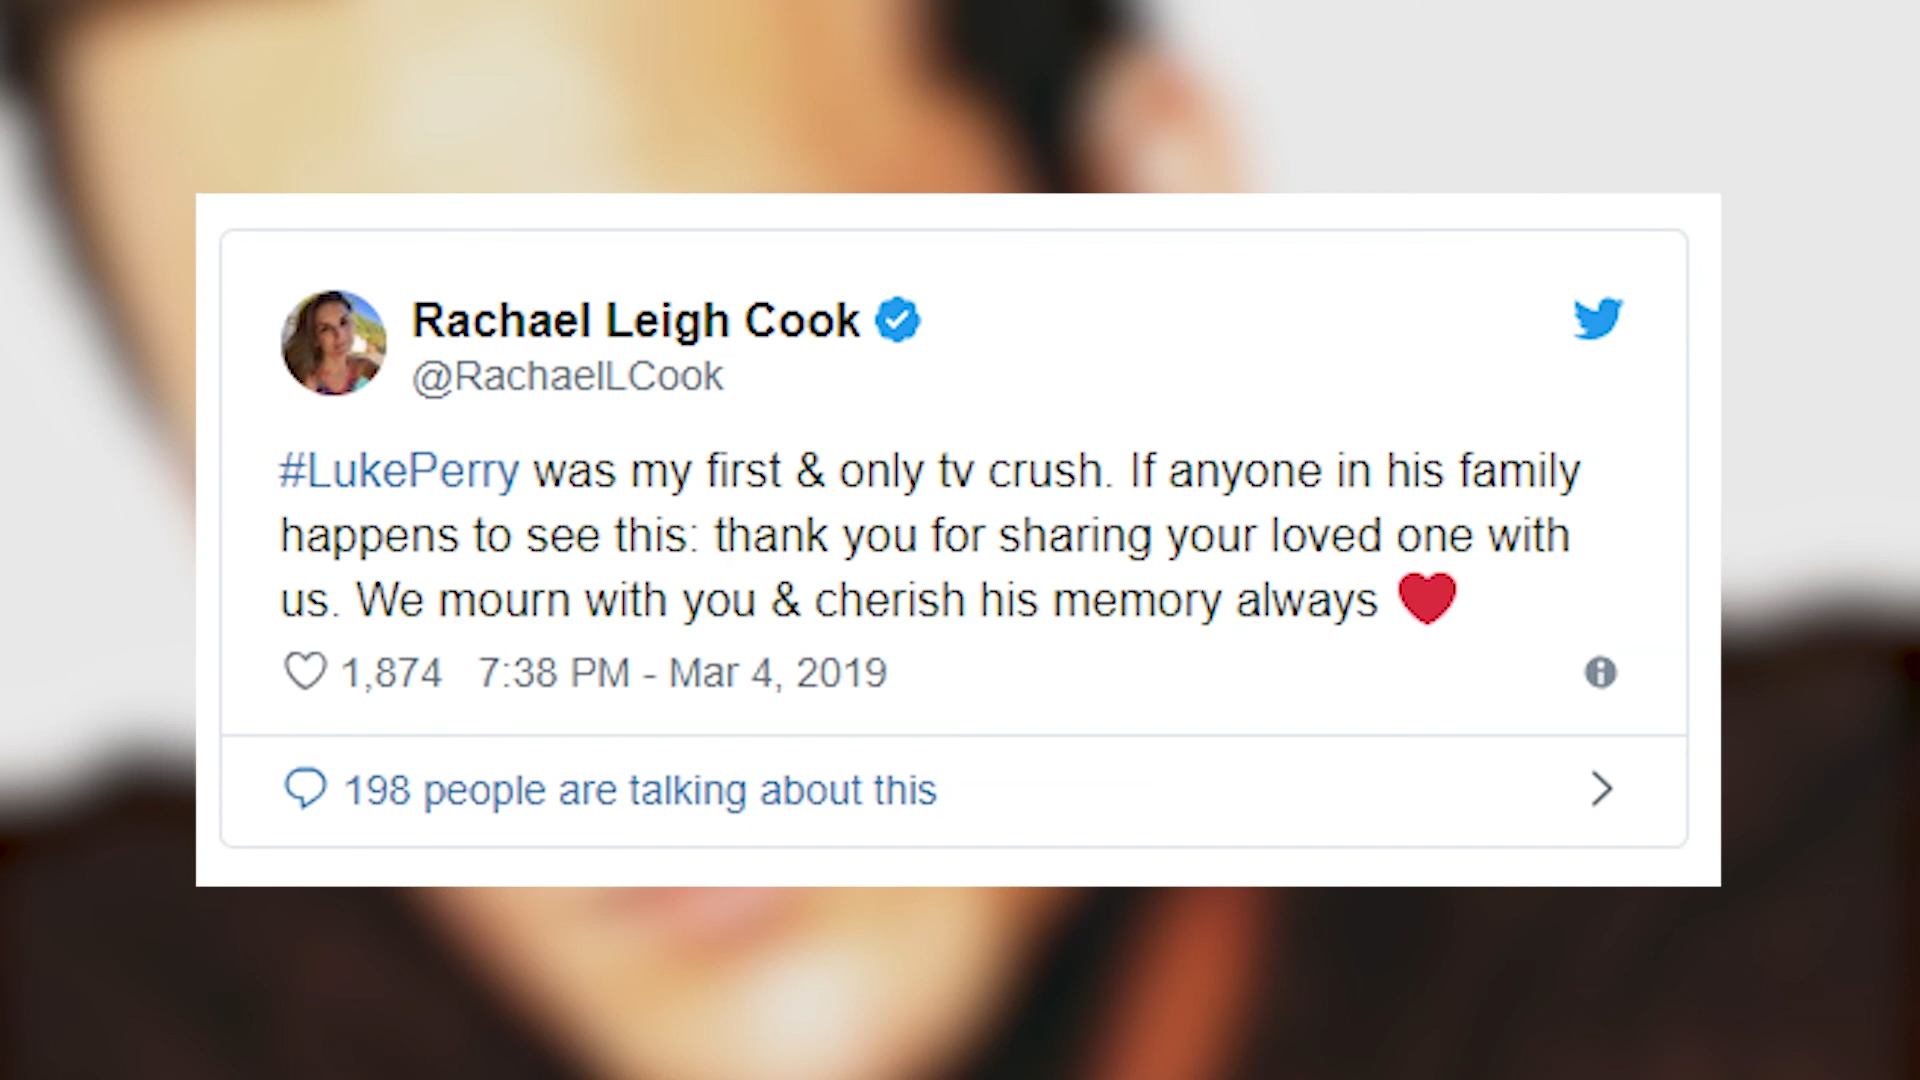 Rachael Leigh Cook
@RachaelLCook
#LukePerry was my first & only tv crush. If anyone in his family
happens to see this: thank you for sharing your loved one with
us. We mourn with you & cherish his memory always ❤️
1,874 7:38 PM - Mar 4, 2019
198 people are talking about this